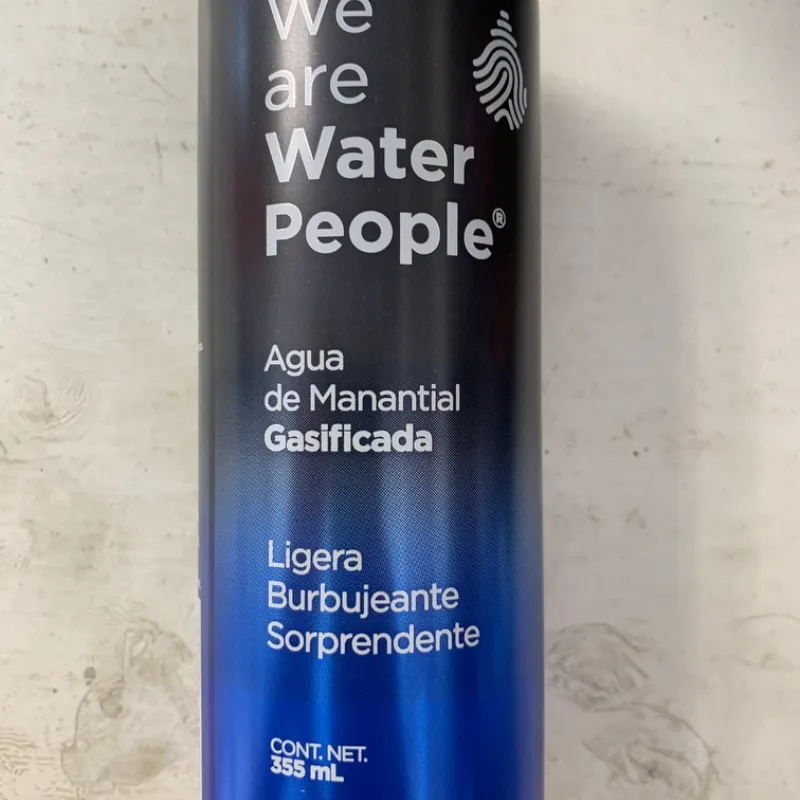 We
are
Water
People®
Agua
de Manantial
Gasificada
Ligera
Burbujeante
Sorprendente
CONT. NET.
355 mL